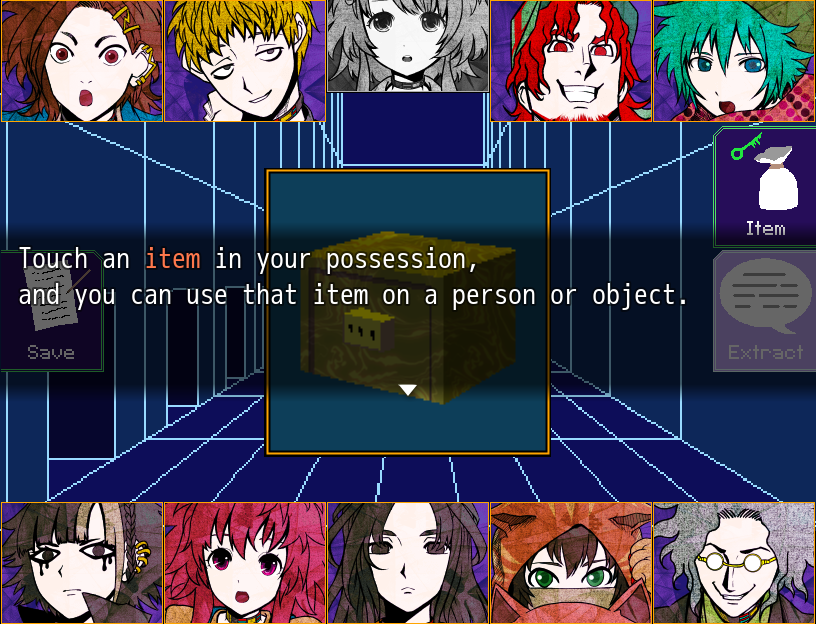 Touch an item in your possession,
and you can use that item on a person or object.
Item
Save
Extract